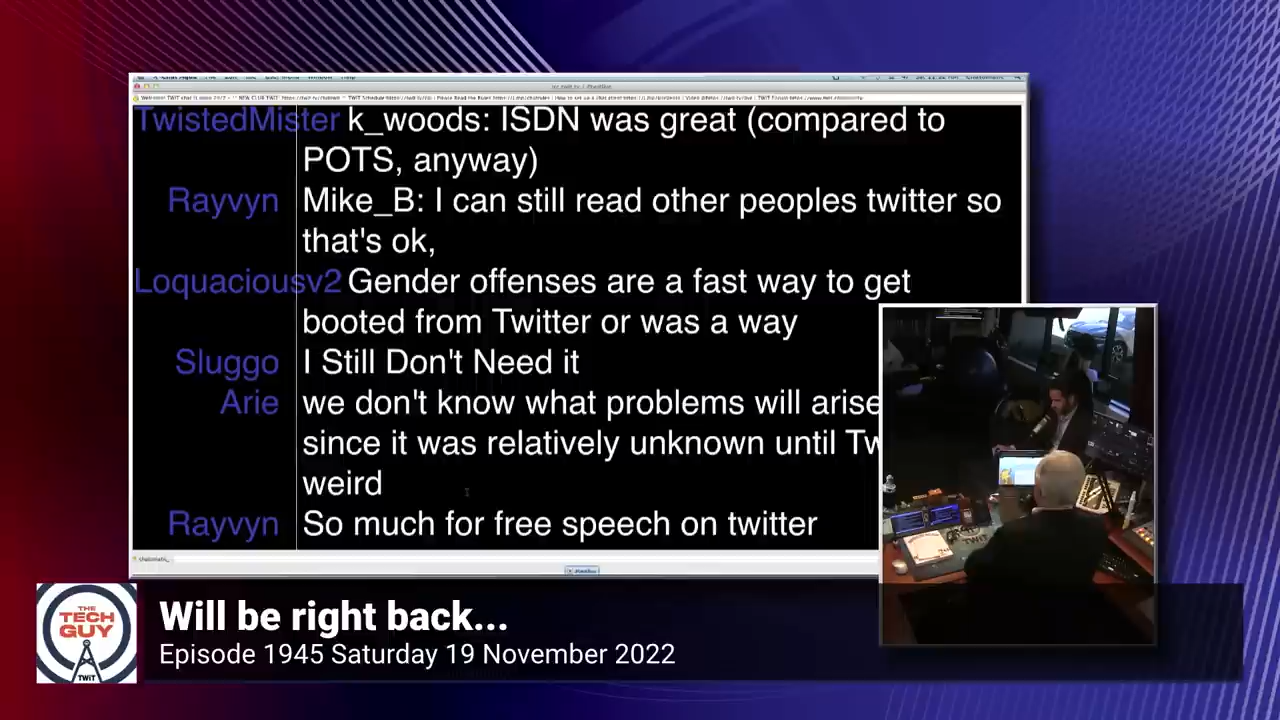 TwistedMister k_woods: ISDN was great (compared to
POTS, anyway)
Rayvyn Mike_B: I can still read other peoples twitter so
that's ok,
Loquaciousv2 Gender offenses are a fast way to get
booted from Twitter or was a way
Sluggo I Still Don't Need it
Arie we don't know what problems will arise
since it was relatively unknown until Tw
weird
Rayvyn So much for free speech on twitter
THE
TECH
GUY
TWiT
Will be right back...
Episode 1945 Saturday 19 November 2022